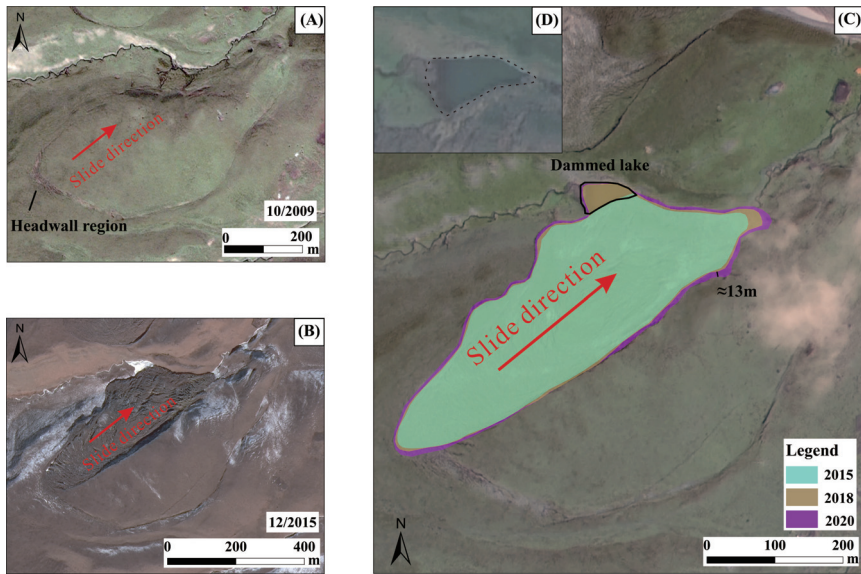 (A)
N
Slide direction
Headwall region
10/2009
0 200
m
(B)
N
Slide direction
12/2015
0 200 400
m
(D)
(C)
Dammed lake
Slide direction
≈13m
Legend
2015
2018
2020
N
0 100 200
m